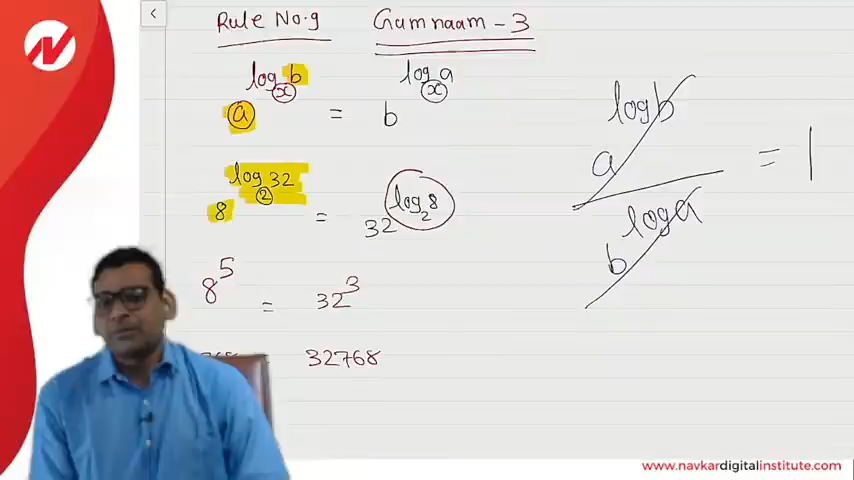 Rule No.9 Gumnaam - 3
a^(log_x b) = b^(log_x a)
8^(log_2 32) = 32^(log_2 8)
8^5 = 32^3
32768
a^(log b) / b^(log a) = 1
www.navkardigitalinstitute.com